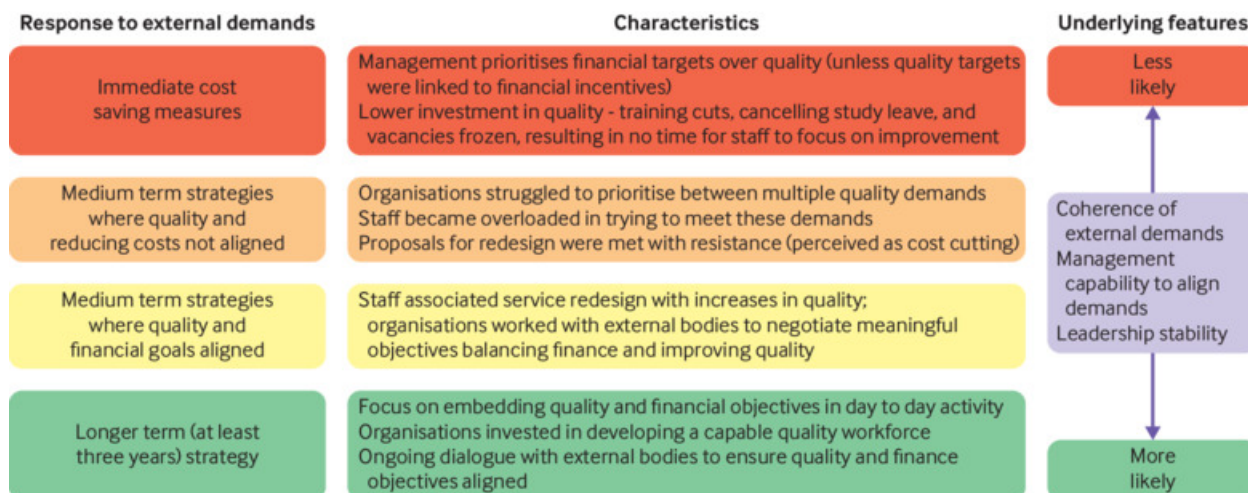 Response to external demands
Characteristics
Underlying features
Immediate cost
saving measures
Management prioritises financial targets over quality (unless quality targets
were linked to financial incentives)
Lower investment in quality - training cuts, cancelling study leave, and
vacancies frozen, resulting in no time for staff to focus on improvement
Less
likely
Medium term strategies
where quality and
reducing costs not aligned
Organisations struggled to prioritise between multiple quality demands
Staff became overloaded in trying to meet these demands
Proposals for redesign were met with resistance (perceived as cost cutting)
Coherence of
external demands
Management
capability to align
demands
Leadership stability
Medium term strategies
where quality and
financial goals aligned
Staff associated service redesign with increases in quality;
organisations worked with external bodies to negotiate meaningful
objectives balancing finance and improving quality
Longer term (at least
three years) strategy
Focus on embedding quality and financial objectives in day to day activity
Organisations invested in developing a capable quality workforce
Ongoing dialogue with external bodies to ensure quality and finance
objectives aligned
More
likely